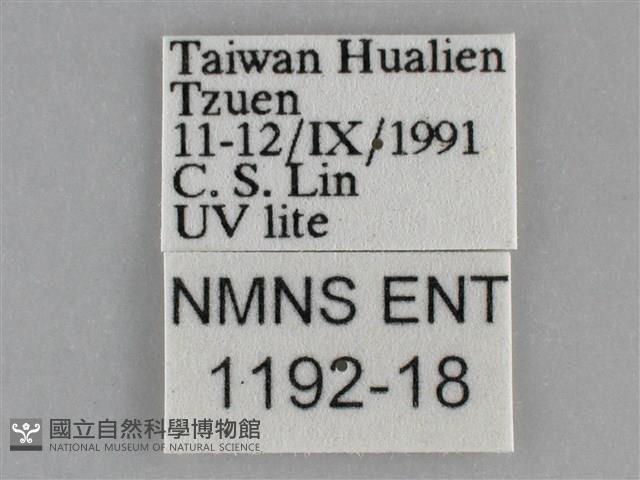 Taiwan Hualien
Tzuen
11-12/IX/1991
C. S. Lin
UV lite
NMNS ENT
1192-18
國立自然科學博物館
NATIONAL MUSEUM OF NATURAL SCIENCE